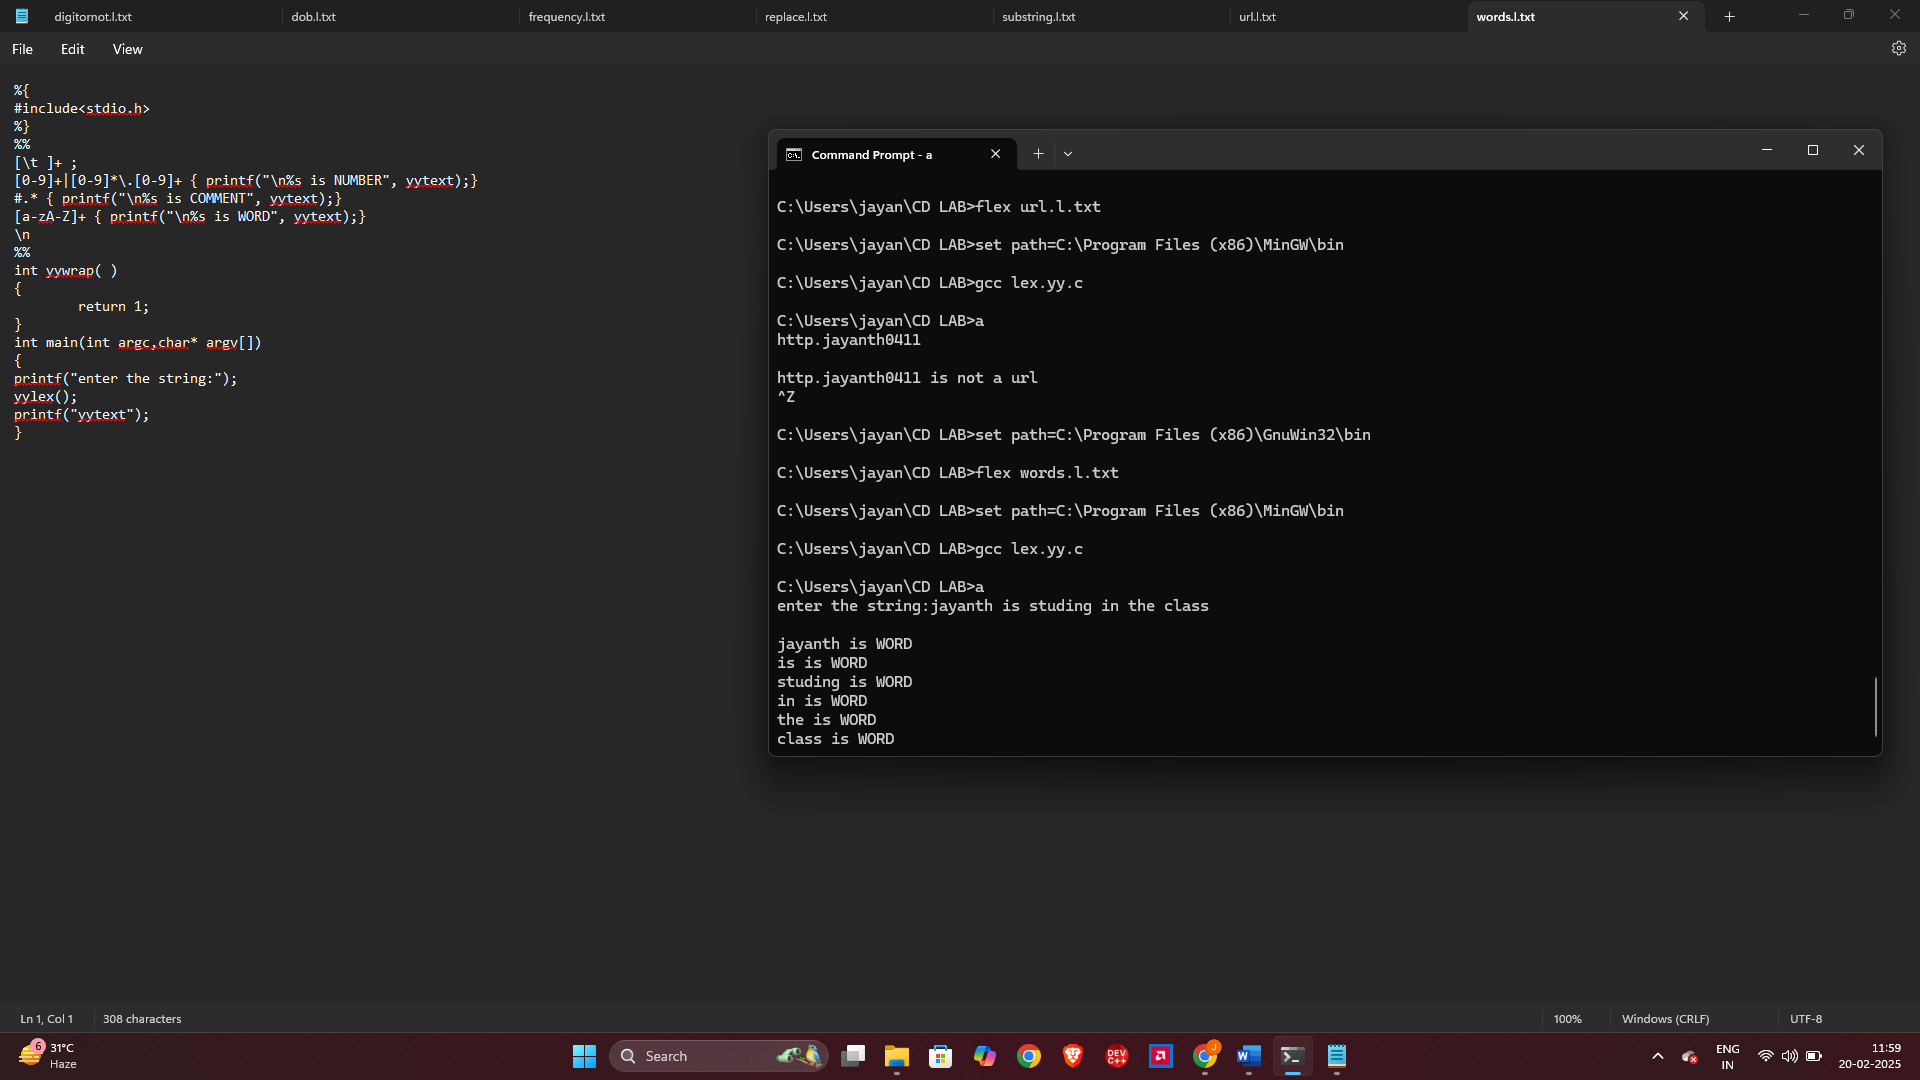 digitornot.l.txt
dob.l.txt
frequency.l.txt
replace.l.txt
substring.l.txt
url.l.txt
words.l.txt
File
Edit
View
%{
#include<stdio.h>
%}
%%
[\t ]+ ;
[0-9]+|[0-9]*\.[0-9]+ { printf("\n%s is NUMBER", yytext);}
#.* { printf("\n%s is COMMENT", yytext);}
[a-zA-Z]+ { printf("\n%s is WORD", yytext);}
\n
%%
int yywrap( )
{
return 1;
}
int main(int argc,char* argv[])
{
printf("enter the string:");
yylex();
printf("yytext");
}
Command Prompt - a
C:\Users\jayan\CD LAB>flex url.l.txt
C:\Users\jayan\CD LAB>set path=C:\Program Files (x86)\MinGW\bin
C:\Users\jayan\CD LAB>gcc lex.yy.c
C:\Users\jayan\CD LAB>a
http.jayanth0411
http.jayanth0411 is not a url
^Z
C:\Users\jayan\CD LAB>set path=C:\Program Files (x86)\GnuWin32\bin
C:\Users\jayan\CD LAB>flex words.l.txt
C:\Users\jayan\CD LAB>set path=C:\Program Files (x86)\MinGW\bin
C:\Users\jayan\CD LAB>gcc lex.yy.c
C:\Users\jayan\CD LAB>a
enter the string:jayanth is studing in the class
jayanth is WORD
is is WORD
studing is WORD
in is WORD
the is WORD
class is WORD
Ln 1, Col 1
308 characters
100%
Windows (CRLF)
UTF-8
6
31°C
Haze
Search
DEV
C++
J
W
ENG
IN
11:59
20-02-2025